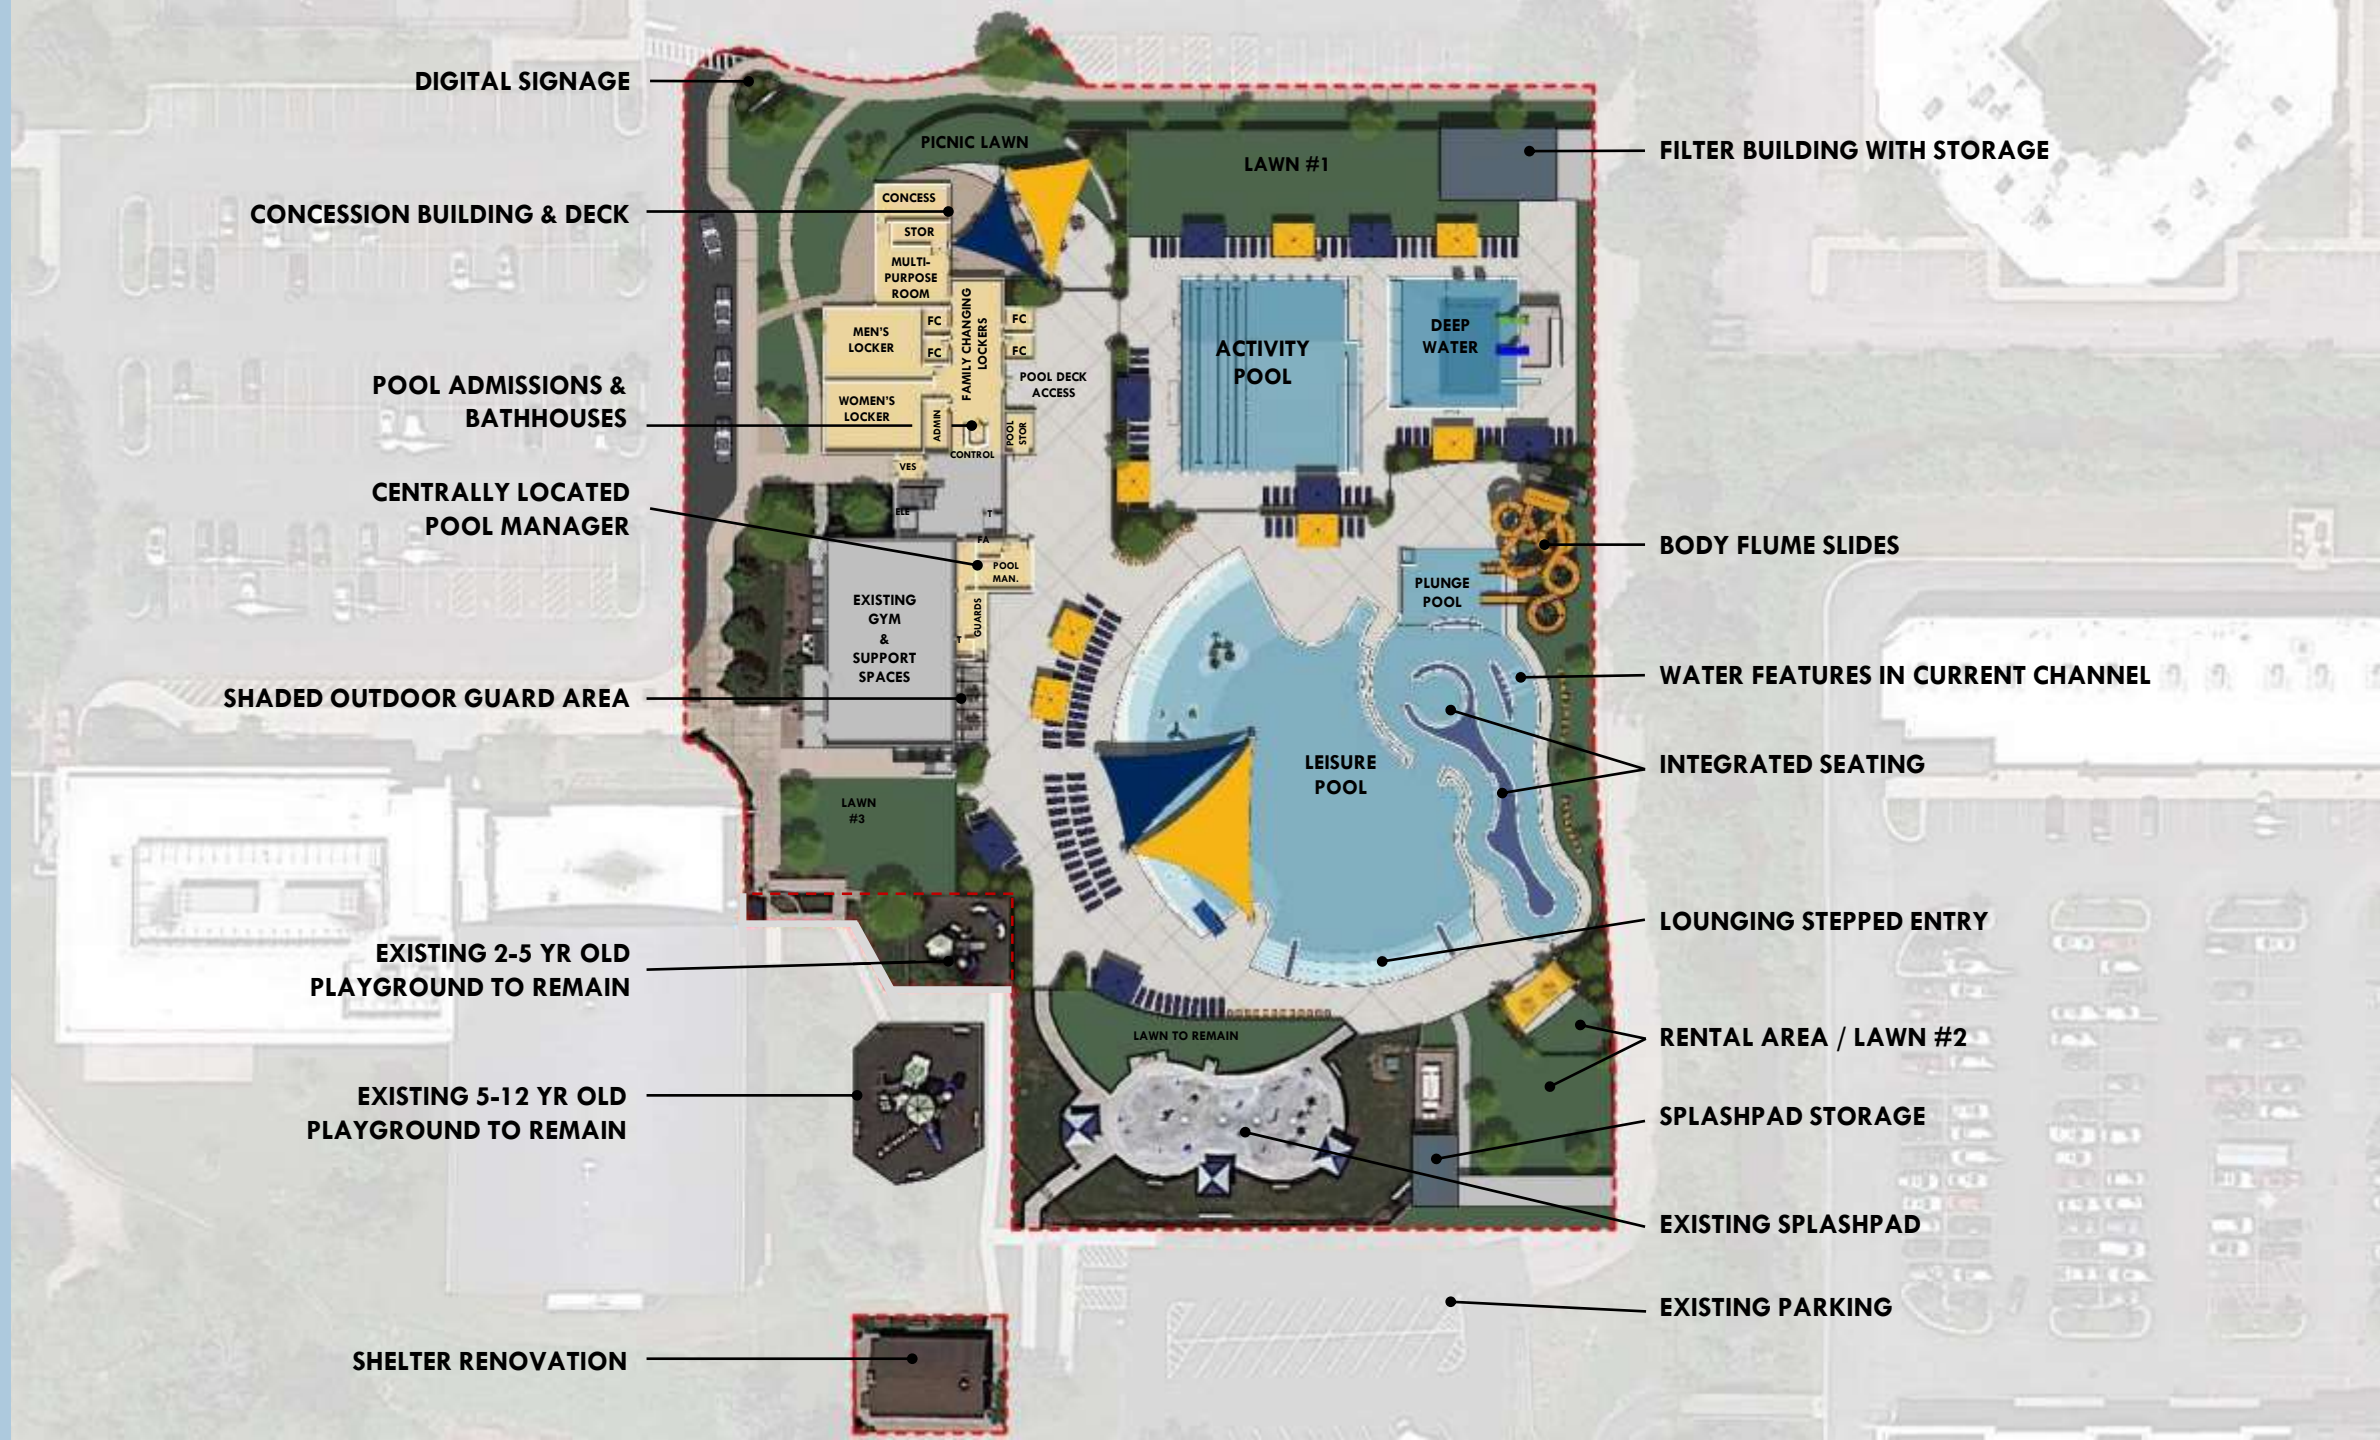 DIGITAL SIGNAGE
CONCESSION BUILDING & DECK
POOL ADMISSIONS &
BATHHOUSES
CENTRALLY LOCATED
POOL MANAGER
SHADED OUTDOOR GUARD AREA
EXISTING 2-5 YR OLD
PLAYGROUND TO REMAIN
EXISTING 5-12 YR OLD
PLAYGROUND TO REMAIN
SHELTER RENOVATION
PICNIC LAWN
CONCESS
STOR
MULTI-
PURPOSE
ROOM
MEN'S
LOCKER
FC
FC
FAMILY CHANGING
LOCKERS
FC
FC
WOMEN'S
LOCKER
ADMIN
POOL
STOR
CONTROL
VES
POOL DECK
ACCESS
ELE
T
FA
POOL
MAN.
GUARDS
T
EXISTING
GYM
&
SUPPORT
SPACES
LAWN
#3
LAWN #1
ACTIVITY
POOL
DEEP
WATER
PLUNGE
POOL
LEISURE
POOL
LAWN TO REMAIN
FILTER BUILDING WITH STORAGE
BODY FLUME SLIDES
WATER FEATURES IN CURRENT CHANNEL
INTEGRATED SEATING
LOUNGING STEPPED ENTRY
RENTAL AREA / LAWN #2
SPLASHPAD STORAGE
EXISTING SPLASHPAD
EXISTING PARKING